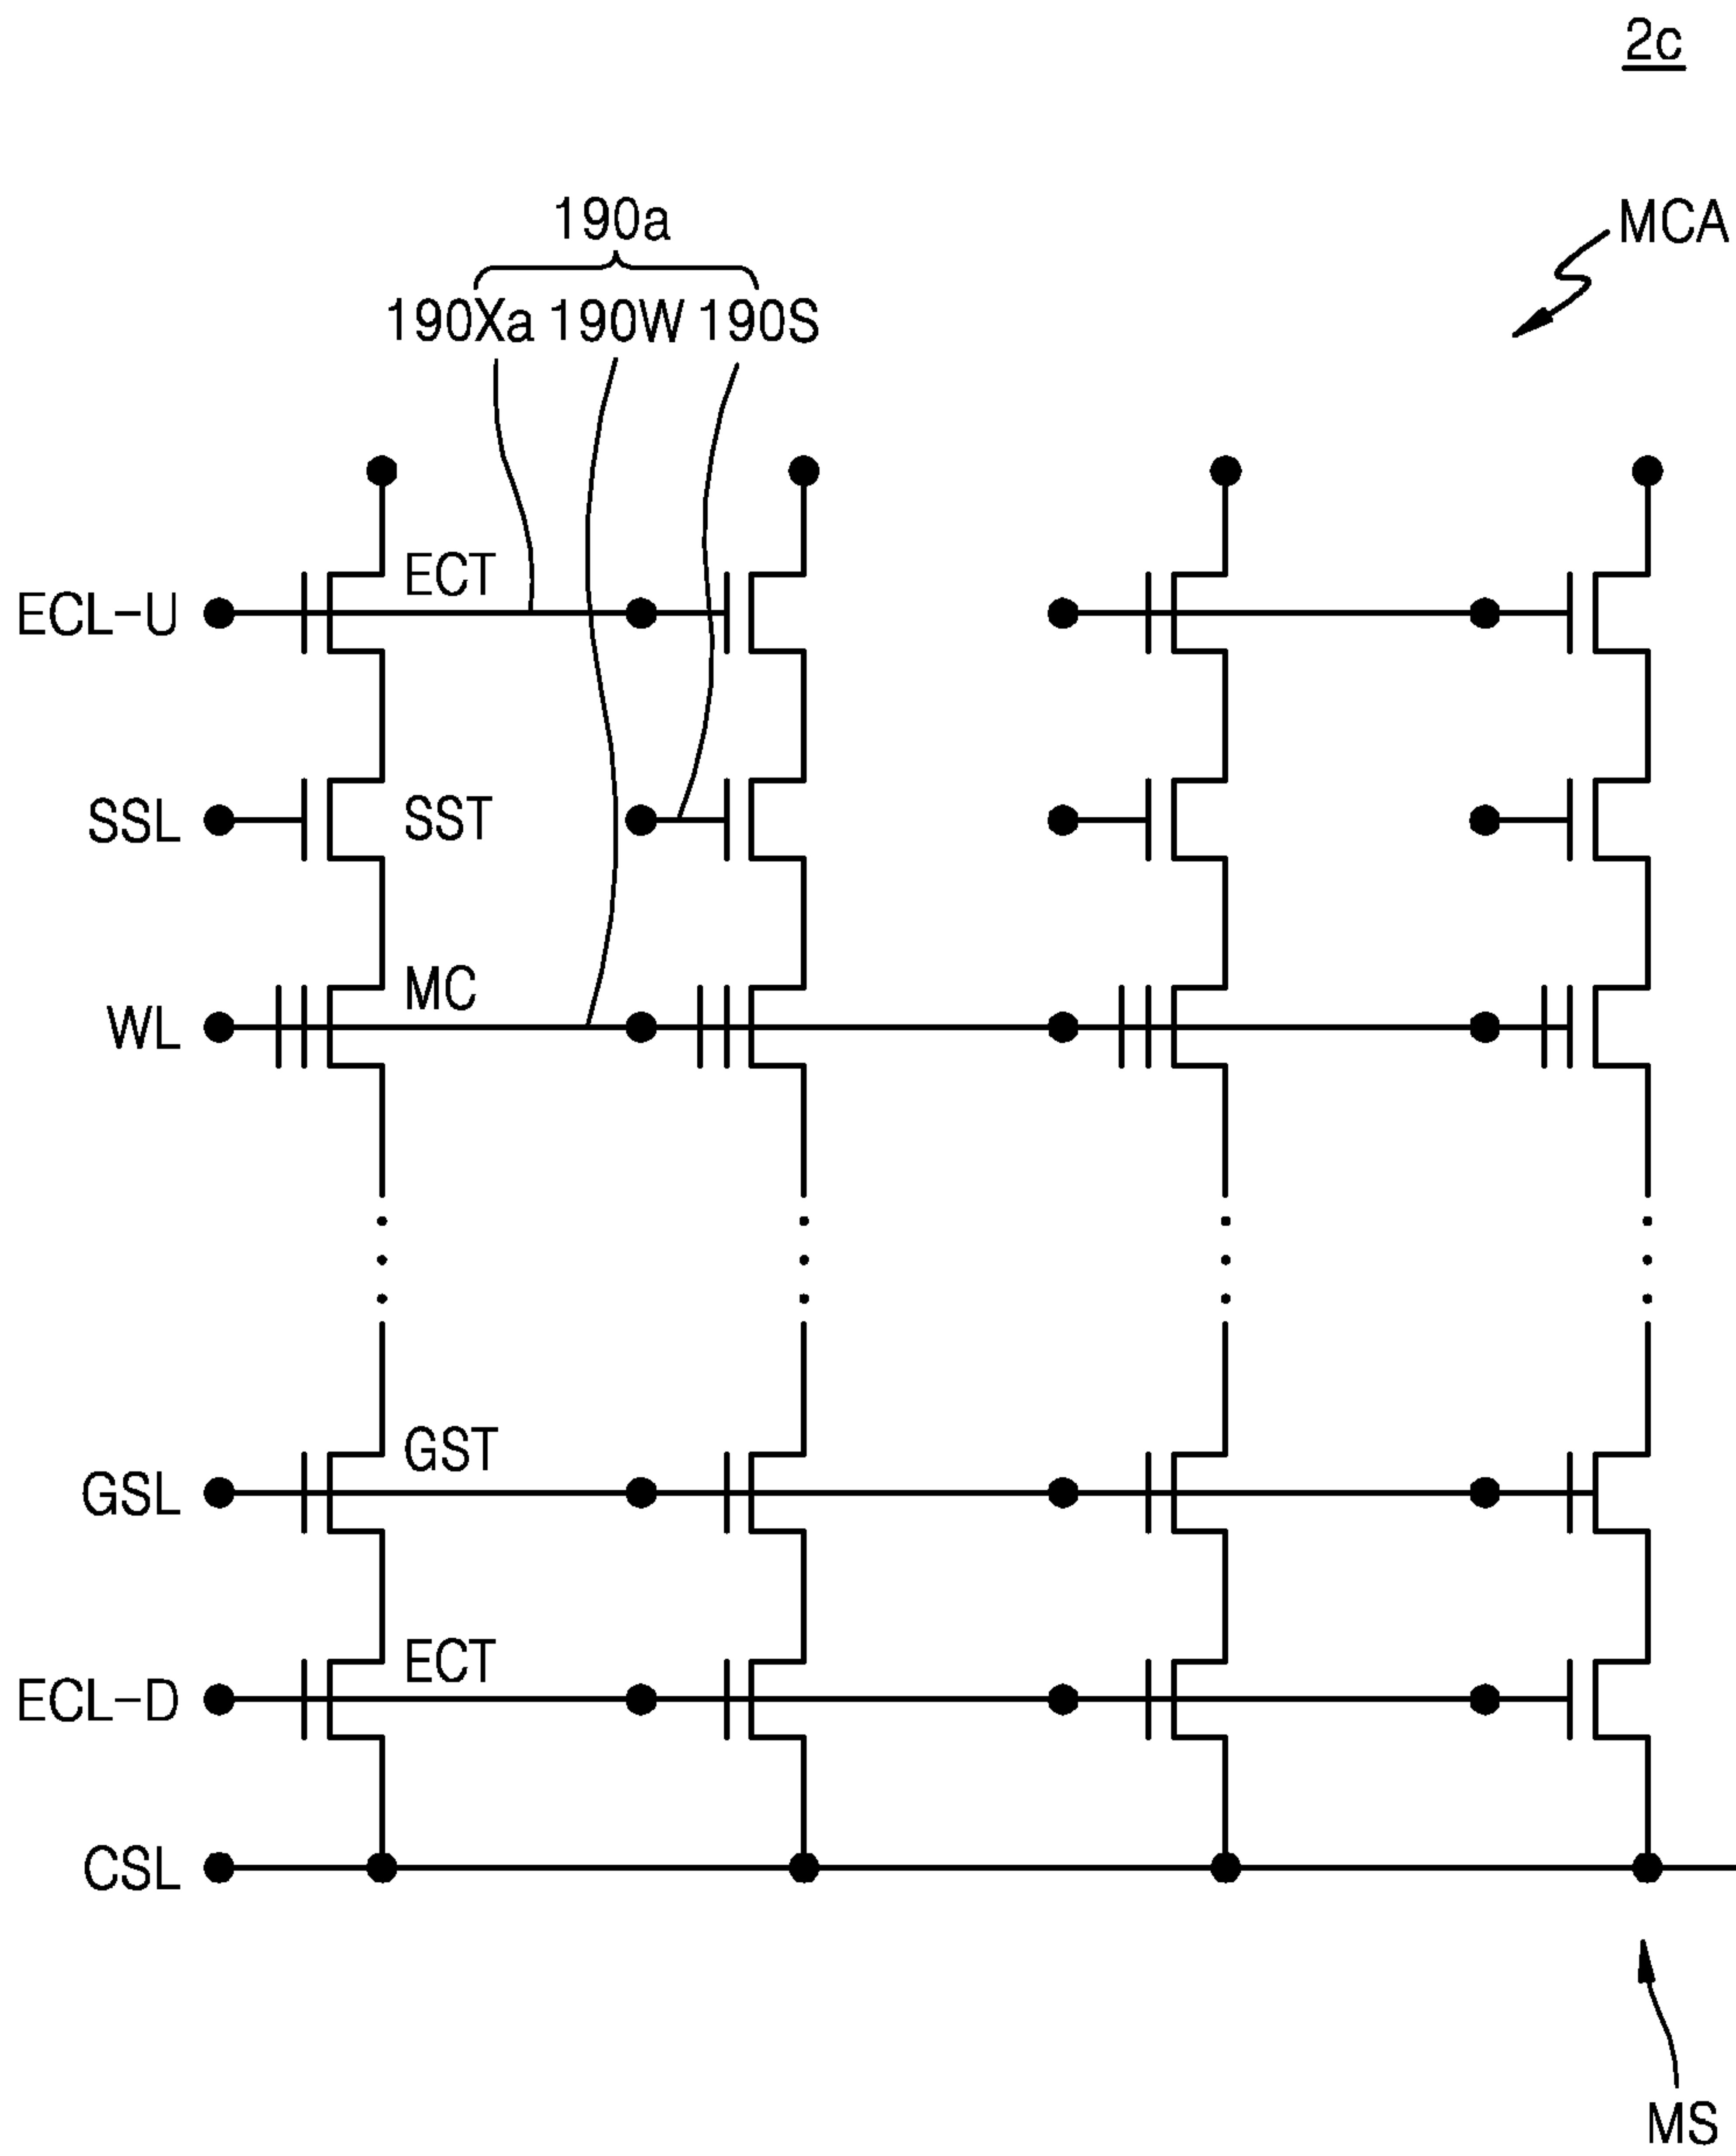 2c
MCA
190a
190Xa 190W 190S
ECT
ECL-U
SSL
SST
MC
WL
GST
GSL
ECT
ECL-D
CSL
MS